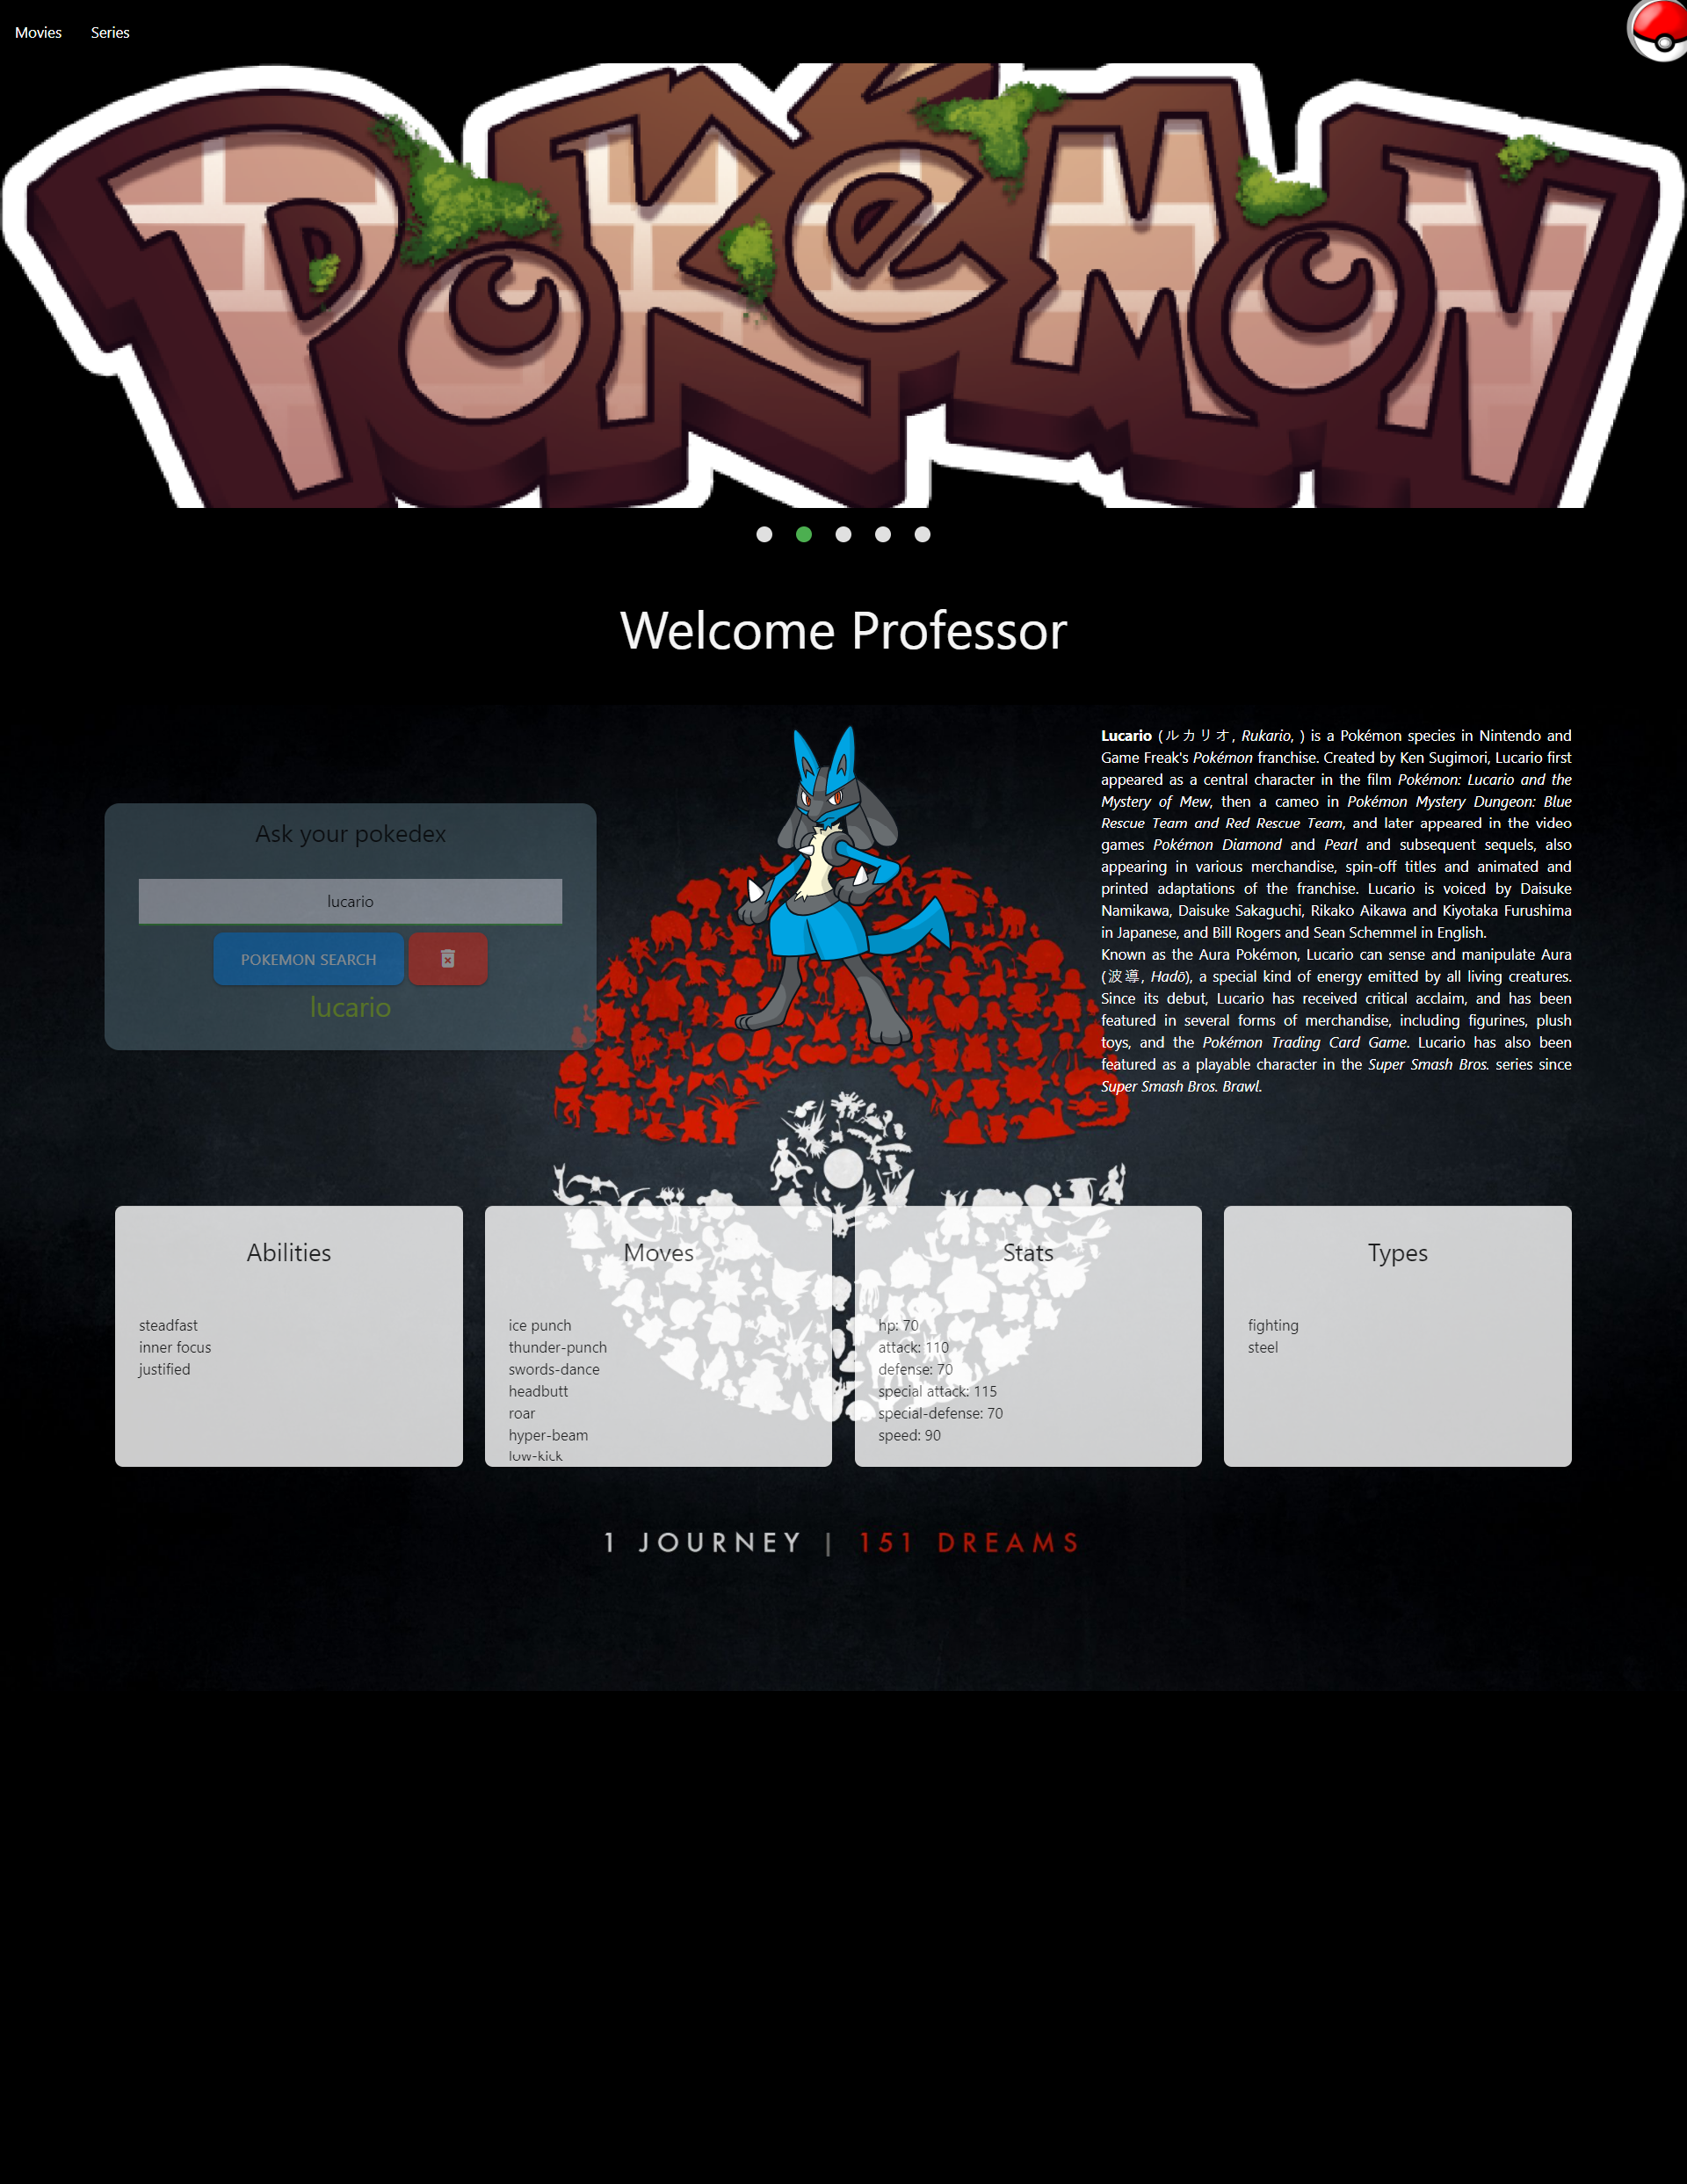 Movies Series
POKéMON
Welcome Professor
Ask your pokedex
lucario
POKEMON SEARCH
lucario
Lucario (ルカリオ, Rukario, ) is a Pokémon species in Nintendo and
Game Freak's Pokémon franchise. Created by Ken Sugimori, Lucario first
appeared as a central character in the film Pokémon: Lucario and the
Mystery of Mew, then a cameo in Pokémon Mystery Dungeon: Blue
Rescue Team and Red Rescue Team, and later appeared in the video
games Pokémon Diamond and Pearl and subsequent sequels, also
appearing in various merchandise, spin-off titles and animated and
printed adaptations of the franchise. Lucario is voiced by Daisuke
Namikawa, Daisuke Sakaguchi, Rikako Aikawa and Kiyotaka Furushima
in Japanese, and Bill Rogers and Sean Schemmel in English.
Known as the Aura Pokémon, Lucario can sense and manipulate Aura
(波導, Hadō), a special kind of energy emitted by all living creatures.
Since its debut, Lucario has received critical acclaim, and has been
featured in several forms of merchandise, including figurines, plush
toys, and the Pokémon Trading Card Game. Lucario has also been
featured as a playable character in the Super Smash Bros. series since
Super Smash Bros. Brawl.
Abilities
steadfast
inner focus
justified
Moves
ice punch
thunder-punch
swords-dance
headbutt
roar
hyper-beam
low-kick
Stats
hp: 70
attack: 110
defense: 70
special attack: 115
special-defense: 70
speed: 90
Types
fighting
steel
1 JOURNEY | 151 DREAMS